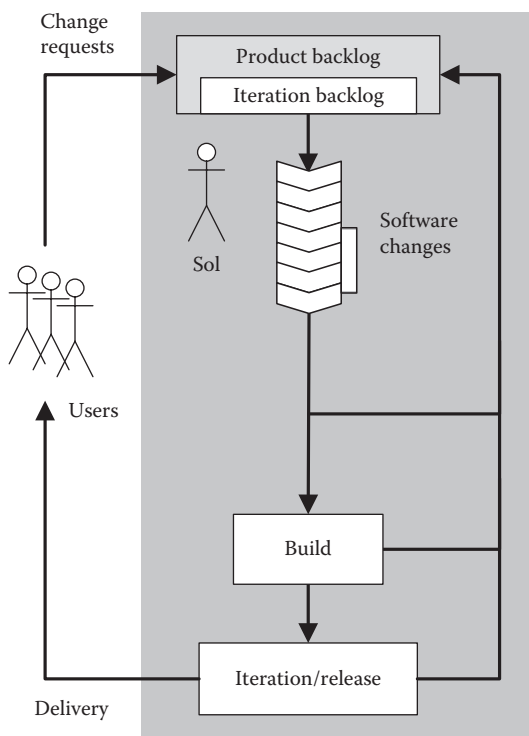 Change
requests
Product backlog
Iteration backlog
Software
changes
Sol
Users
Build
Iteration/release
Delivery